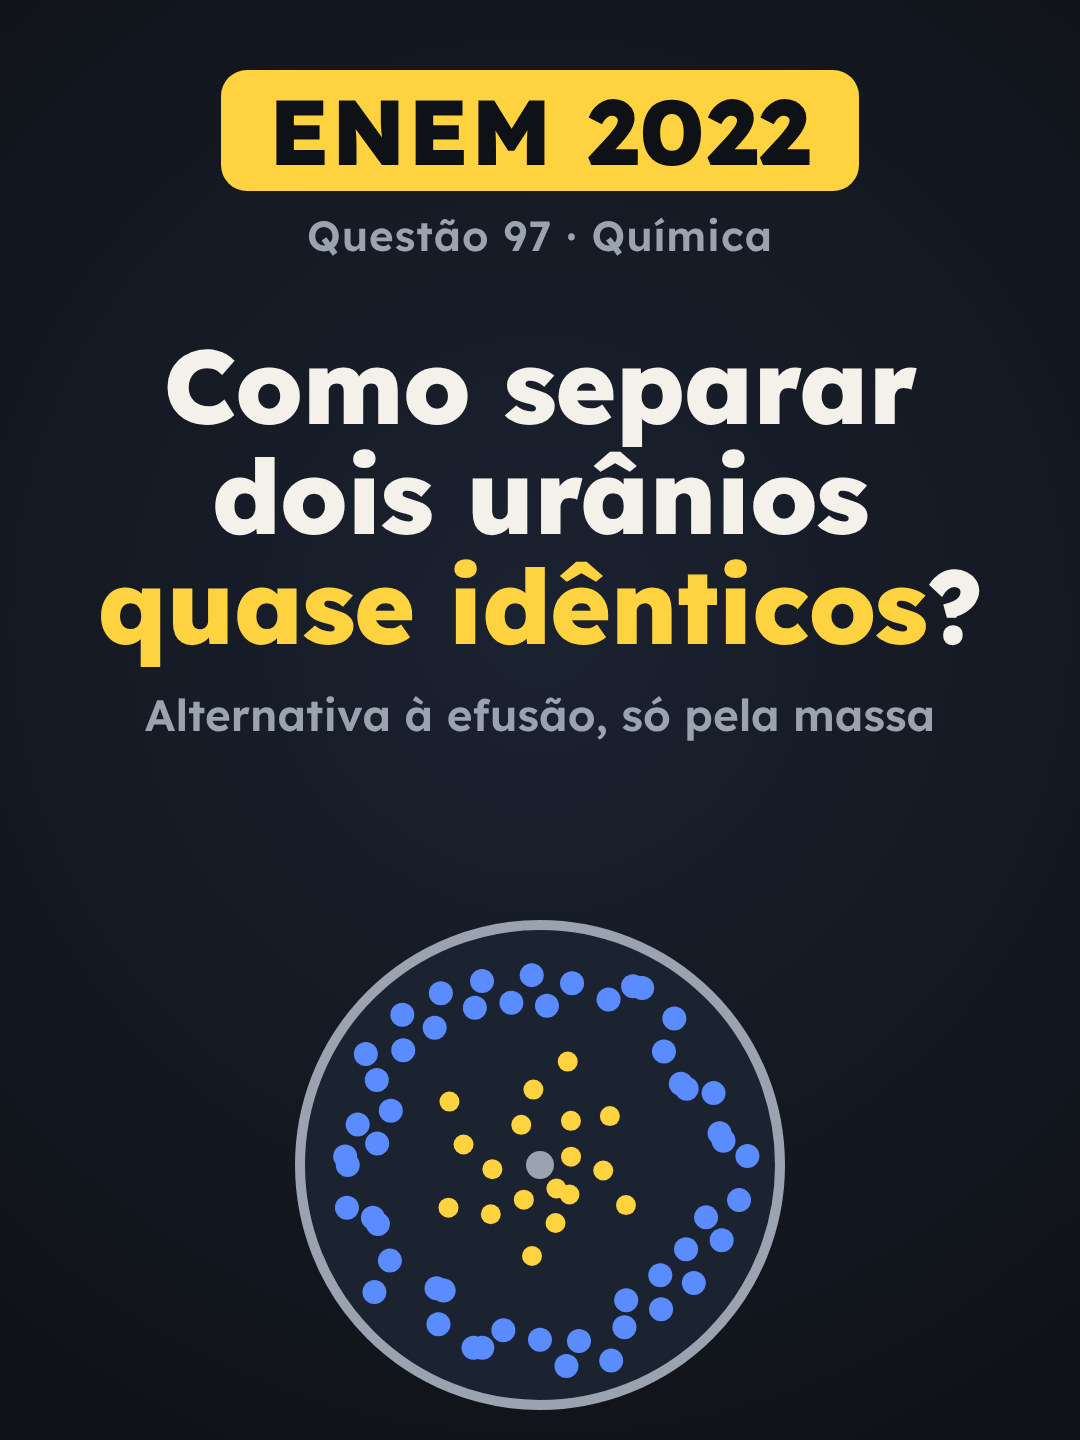 ENEM 2022
Questão 97 · Química
Como separar
dois urânios
quase idênticos?
Alternativa à efusão, só pela massa